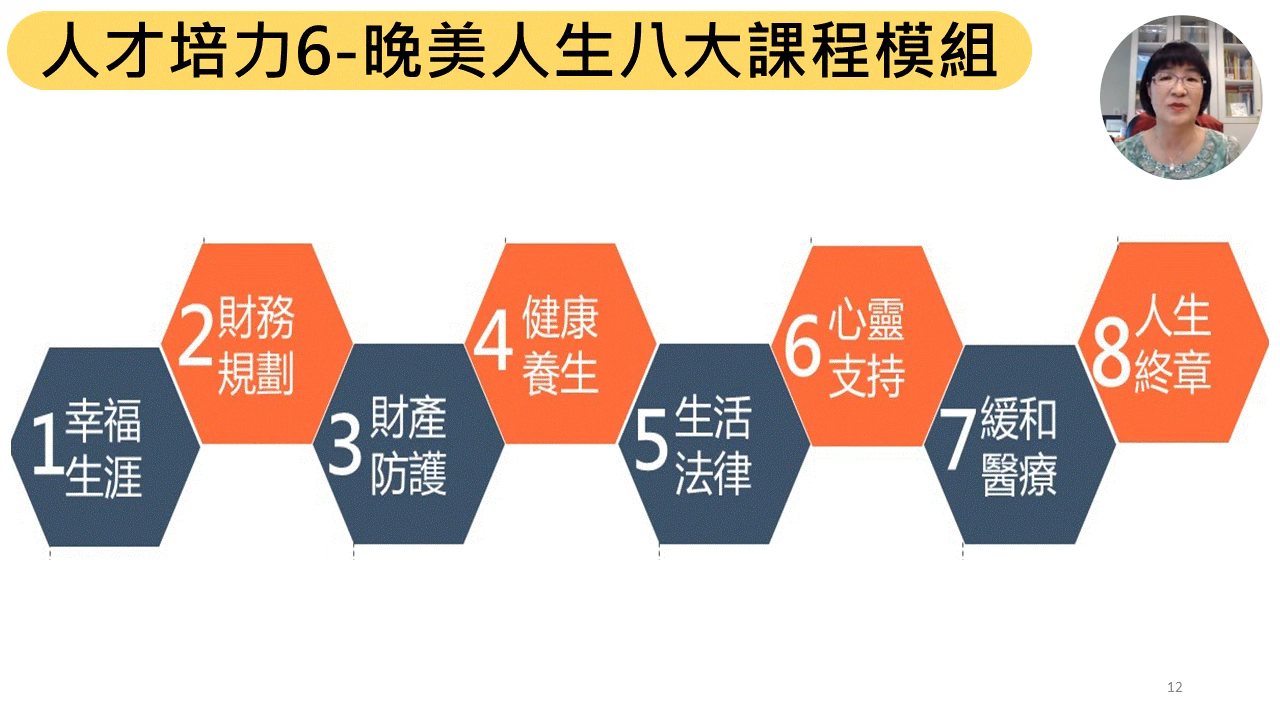 人才培力6-晚美人生八大課程模組
1 幸福
生涯
2 財務
規劃
3 財產
防護
4 健康
養生
5 生活
法律
6 心靈
支持
7 緩和
醫療
8 人生
終章
12